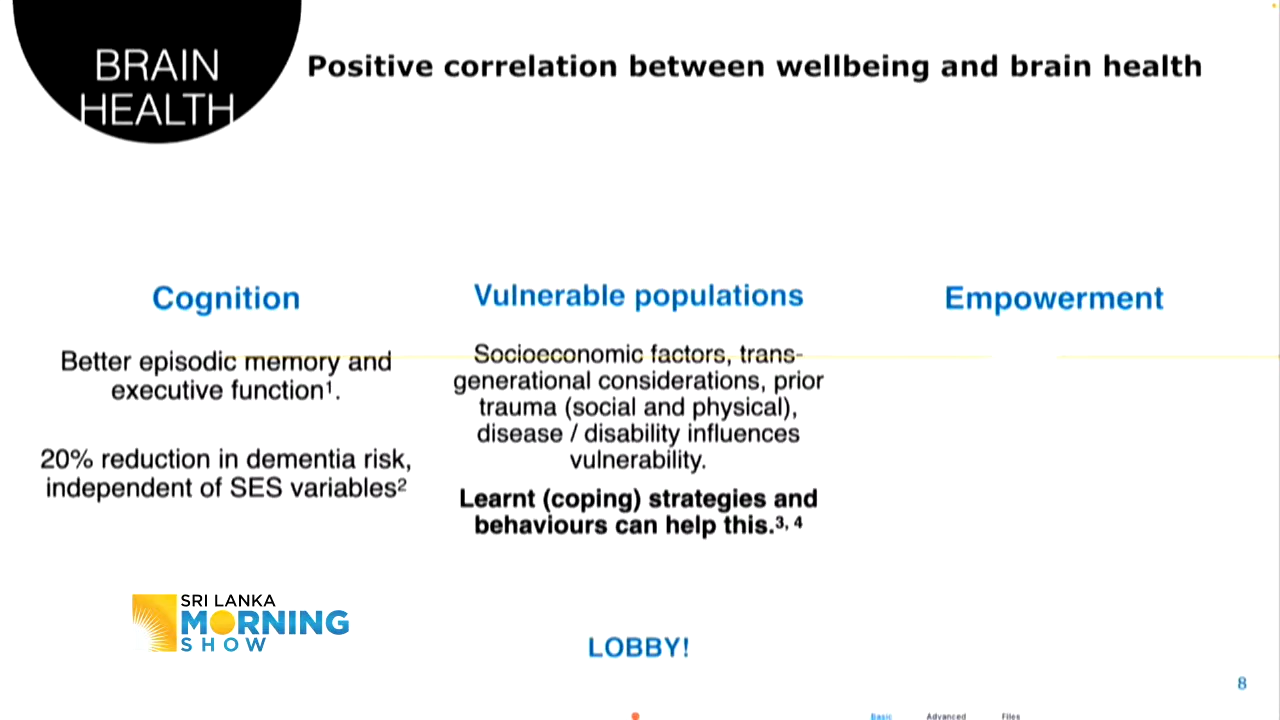 BRAIN
HEALTH
Positive correlation between wellbeing and brain health
Cognition
Better episodic memory and
executive function¹.
20% reduction in dementia risk,
independent of SES variables²
Vulnerable populations
Socioeconomic factors, trans-
generational considerations, prior
trauma (social and physical),
disease / disability influences
vulnerability.
Learnt (coping) strategies and
behaviours can help this.³, ⁴
Empowerment
SRI LANKA
MORNING
SHOW
LOBBY!
8
Basic Advanced Files